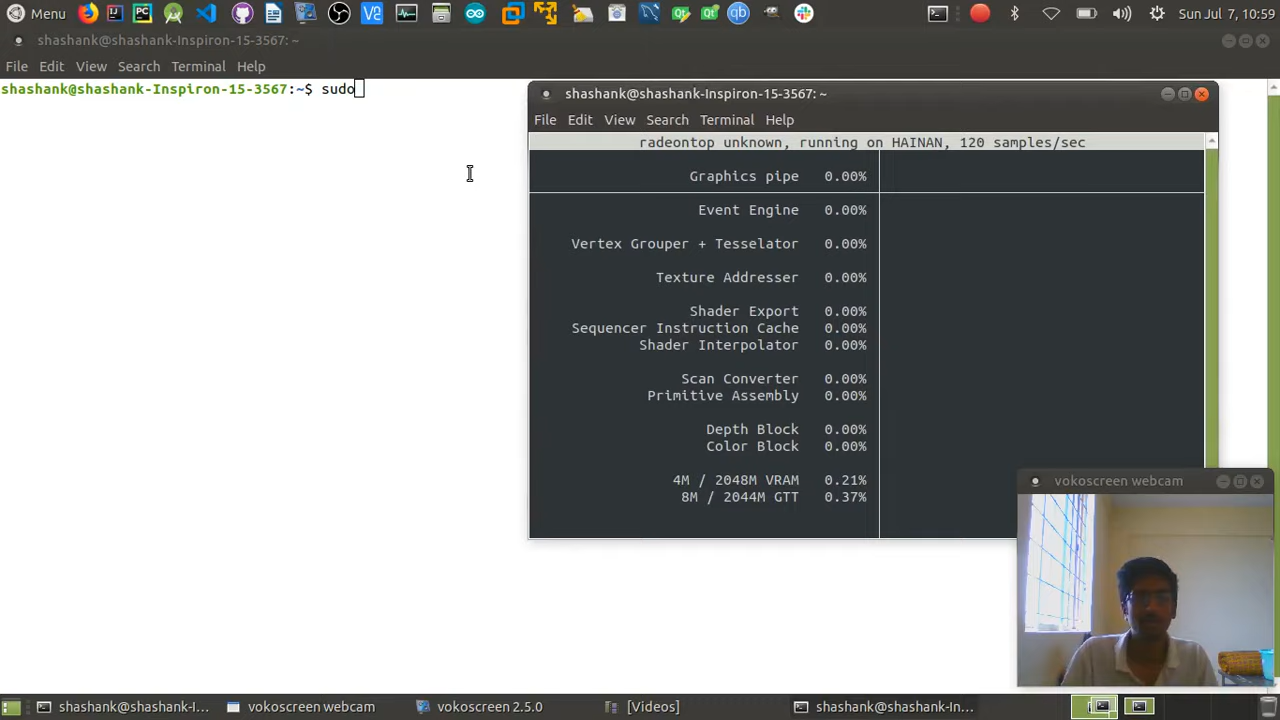 Menu
Sun Jul 7, 10:59
shashank@shashank-Inspiron-15-3567: ~
File Edit View Search Terminal Help
shashank@shashank-Inspiron-15-3567:~$ sudo
shashank@shashank-Inspiron-15-3567: ~
File Edit View Search Terminal Help
radeontop unknown, running on HAINAN, 120 samples/sec
Graphics pipe 0.00%
Event Engine 0.00%
Vertex Grouper + Tesselator 0.00%
Texture Addresser 0.00%
Shader Export 0.00%
Sequencer Instruction Cache 0.00%
Shader Interpolator 0.00%
Scan Converter 0.00%
Primitive Assembly 0.00%
Depth Block 0.00%
Color Block 0.00%
4M / 2048M VRAM 0.21%
8M / 2044M GTT 0.37%
vokoscreen webcam
shashank@shashank-I... vokoscreen webcam vokoscreen 2.5.0 [Videos] shashank@shashank-In...